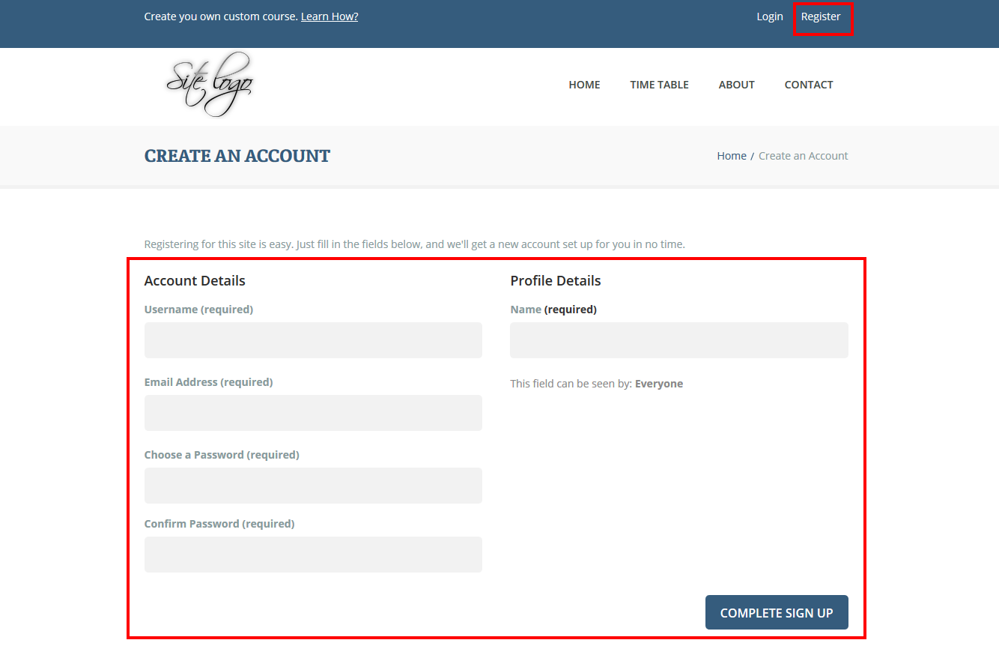 Create you own custom course. Learn How?
Login Register
Site logo
HOME TIME TABLE ABOUT CONTACT
CREATE AN ACCOUNT
Home / Create an Account
Registering for this site is easy. Just fill in the fields below, and we'll get a new account set up for you in no time.
Account Details
Username (required)
Email Address (required)
Choose a Password (required)
Confirm Password (required)
Profile Details
Name (required)
This field can be seen by: Everyone
COMPLETE SIGN UP